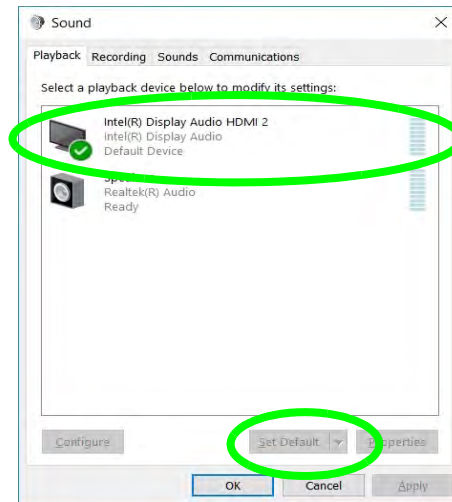 Sound
Playback Recording Sounds Communications
Select a playback device below to modify its settings:
Intel(R) Display Audio HDMI 2
Intel(R) Display Audio
Default Device
Realtek(R) Audio
Ready
Configure Set Default Properties
OK Cancel Apply